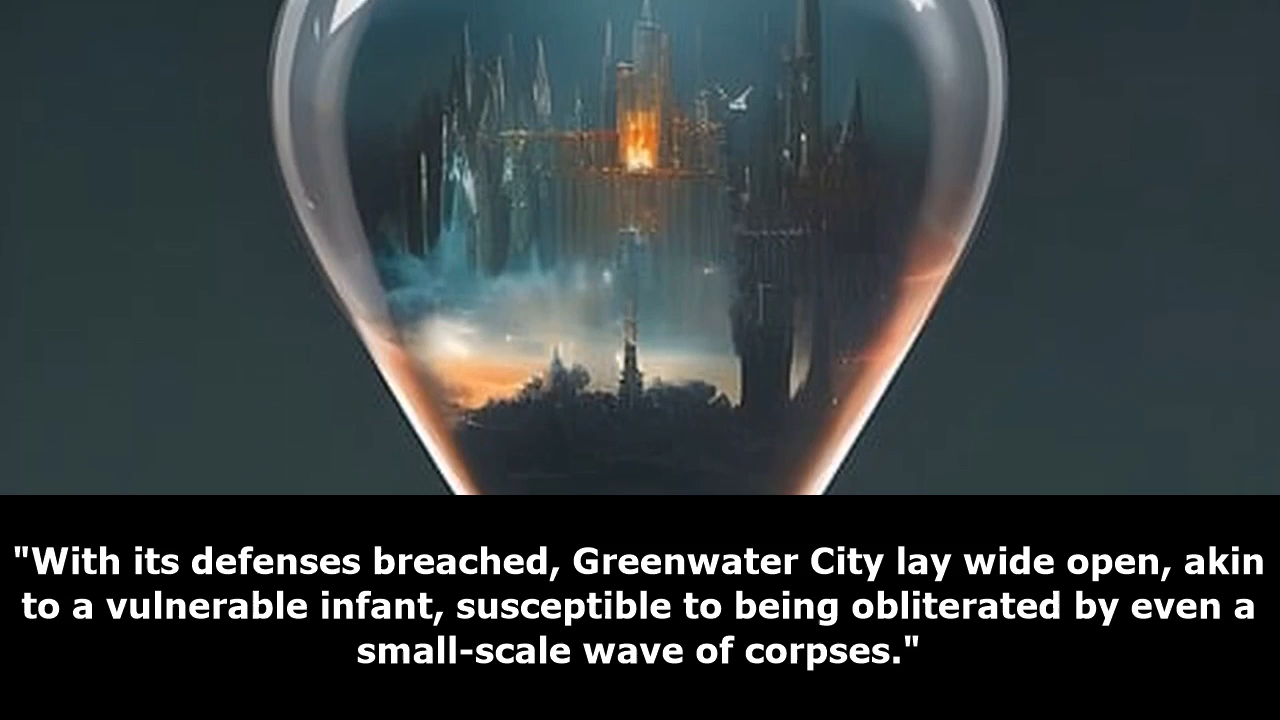 "With its defenses breached, Greenwater City lay wide open, akin
to a vulnerable infant, susceptible to being obliterated by even a
small-scale wave of corpses."